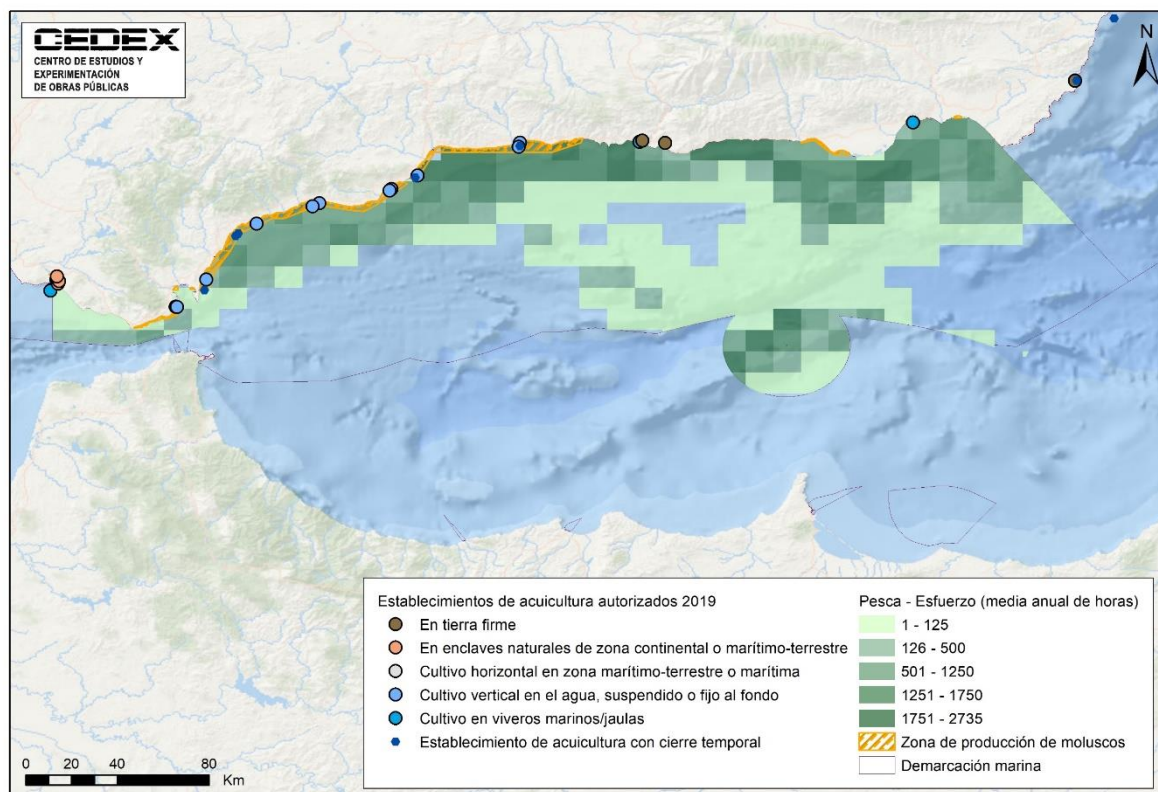 CEDEX
CENTRO DE ESTUDIOS Y
EXPERIMENTACIÓN
DE OBRAS PÚBLICAS
N
Establecimientos de acuicultura autorizados 2019
En tierra firme
En enclaves naturales de zona continental o marítimo-terrestre
Cultivo horizontal en zona marítimo-terrestre o marítima
Cultivo vertical en el agua, suspendido o fijo al fondo
Cultivo en viveros marinos/jaulas
Establecimiento de acuicultura con cierre temporal
Pesca - Esfuerzo (media anual de horas)
1 - 125
126 - 500
501 - 1250
1251 - 1750
1751 - 2735
Zona de producción de moluscos
Demarcación marina
0 20 40 80
Km